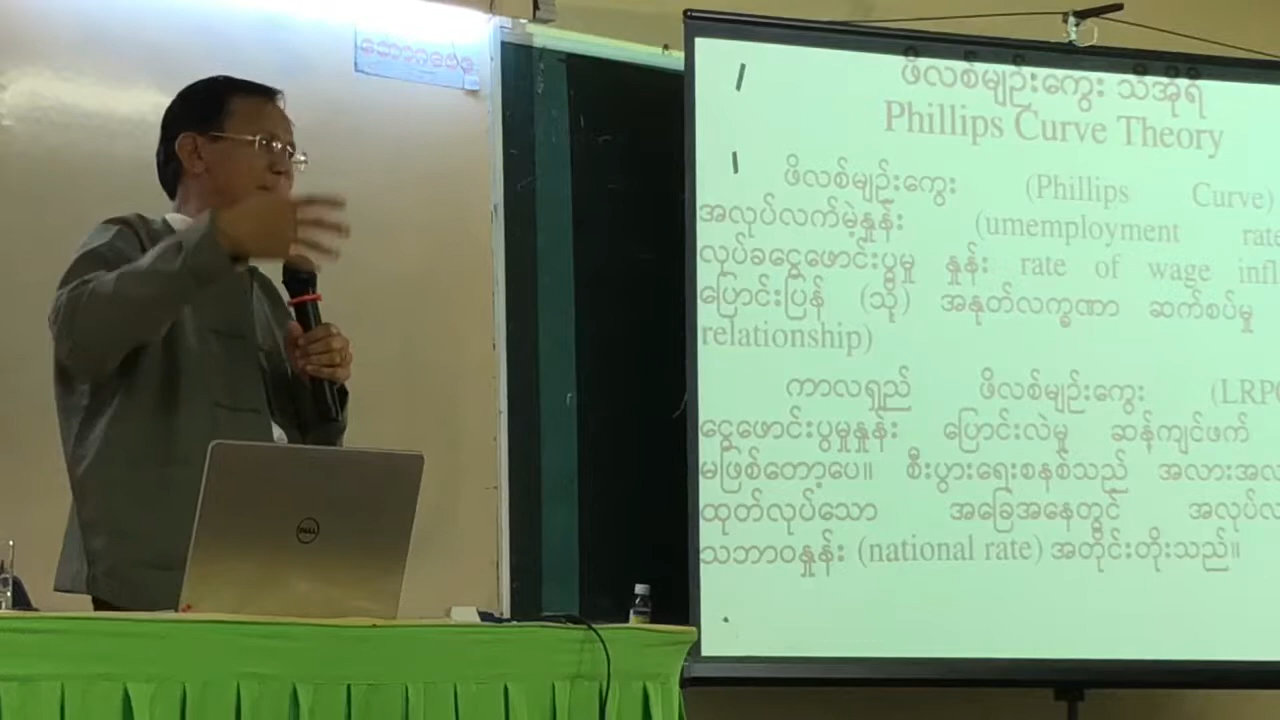 ဖိလစ်မျဉ်းကွေး သီအိုရီ
Phillips Curve Theory
ဖိလစ်မျဉ်းကွေး (Phillips Curve)
အလုပ်လက်မဲ့နှုန်း (umemployment rate
လုပ်ခငွေဖောင်းပွမှု နှုန်း rate of wage infl
ပြောင်းပြန် (သို့) အနုတ်လက္ခဏာ ဆက်စပ်မှု
relationship)
ကာလရှည် ဖိလစ်မျဉ်းကွေး (LRPC
ငွေဖောင်းပွမှုနှုန်း ပြောင်းလဲမှု ဆန့်ကျင်ဖက်
မဖြစ်တော့ပေ။ စီးပွားရေးစနစ်သည် အလားအလ
ထုတ်လုပ်သော အခြေအနေတွင် အလုပ်လ
သဘာဝနှုန်း (national rate) အတိုင်းတိုးသည်။
DELL